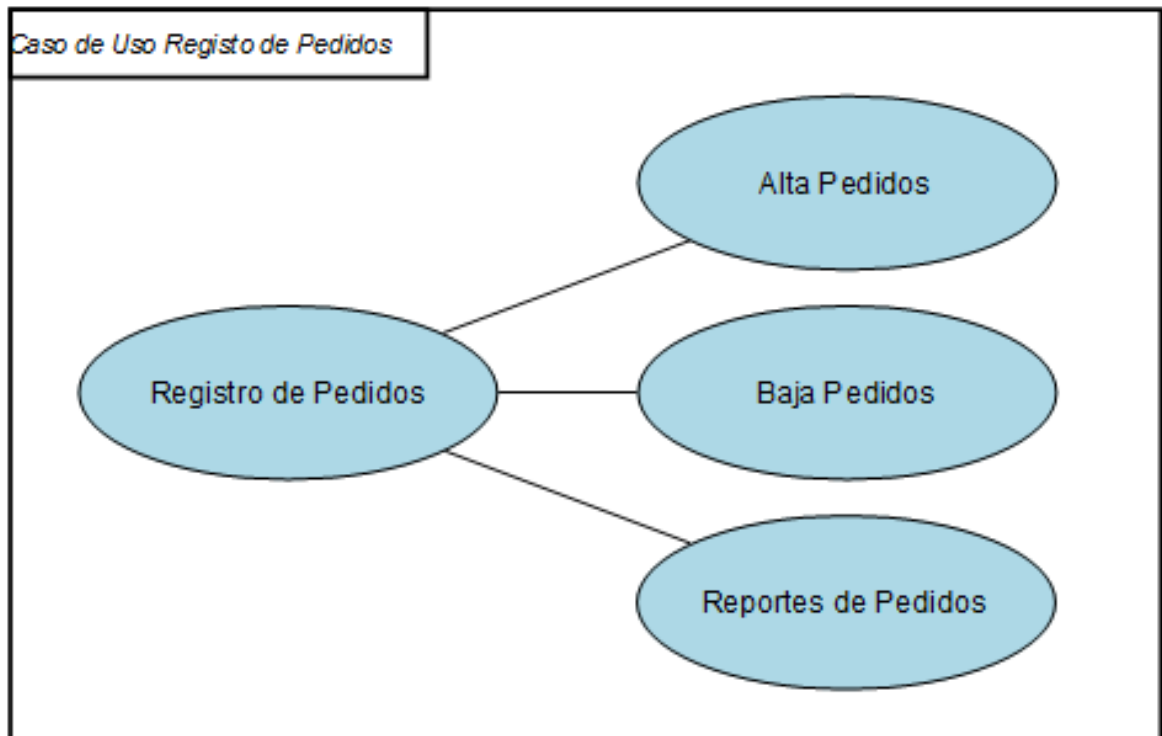 Caso de Uso Registo de Pedidos
Alta Pedidos
Registro de Pedidos
Baja Pedidos
Reportes de Pedidos